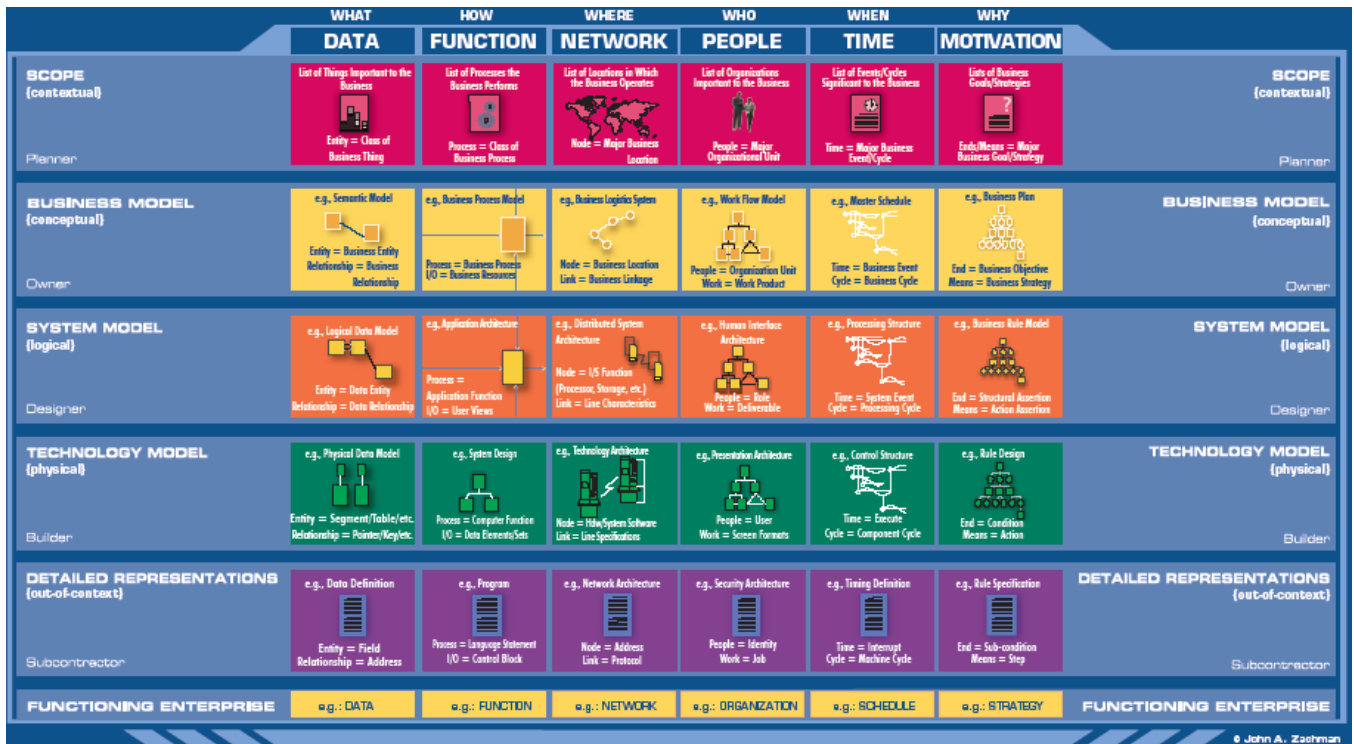 WHAT HOW WHERE WHO WHEN WHY
DATA FUNCTION NETWORK PEOPLE TIME MOTIVATION
SCOPE
{contextual}
Planner
List of Things Important to the
Business
Entity = Class of
Business Thing
List of Processes the
Business Performs
Process = Class of
Business Process
List of Locations in Which
the Business Operates
Node = Major Business
Location
List of Organizations
Important to the Business
People = Major
Organizational Unit
List of Events/Cycles
Significant to the Business
Time = Major Business
Event/Cycle
Lists of Business
Goals/Strategies
?
Ends/Means = Major
Business Goal/Strategy
SCOPE
{contextual}
Planner
BUSINESS MODEL
{conceptual}
Owner
e.g., Semantic Model
Entity = Business Entity
Relationship = Business
Relationship
e.g., Business Process Model
Process = Business Process
I/O = Business Resources
e.g., Business Logistics System
Node = Business Location
Link = Business Linkage
e.g., Work Flow Model
People = Organization Unit
Work = Work Product
e.g., Master Schedule
Time = Business Event
Cycle = Business Cycle
e.g., Business Plan
End = Business Objective
Means = Business Strategy
BUSINESS MODEL
{conceptual}
Owner
SYSTEM MODEL
{logical}
Designer
e.g., Logical Data Model
Entity = Data Entity
Relationship = Data Relationship
e.g., Application Architecture
Process =
Application Function
I/O = User Views
e.g., Distributed System
Architecture
Node = I/S Function
(Processor, Storage, etc.)
Link = Line Characteristics
e.g., Human Interface
Architecture
People = Role
Work = Deliverable
e.g., Processing Structure
Time = System Event
Cycle = Processing Cycle
e.g., Business Rule Model
End = Structural Assertion
Means = Action Assertion
SYSTEM MODEL
{logical}
Designer
TECHNOLOGY MODEL
{physical}
Builder
e.g., Physical Data Model
Entity = Segment/Table/etc.
Relationship = Pointer/Key/etc.
e.g., System Design
Process = Computer Function
I/O = Data Elements/Sets
e.g., Technology Architecture
Node = Hdw/System Software
Link = Line Specifications
e.g., Presentation Architecture
People = User
Work = Screen Formats
e.g., Control Structure
Time = Execute
Cycle = Component Cycle
e.g., Rule Design
End = Condition
Means = Action
TECHNOLOGY MODEL
{physical}
Builder
DETAILED REPRESENTATIONS
{out-of-context}
Subcontractor
e.g., Data Definition
Entity = Field
Relationship = Address
e.g., Program
Process = Language Statement
I/O = Control Block
e.g., Network Architecture
Node = Address
Link = Protocol
e.g., Security Architecture
People = Identity
Work = Job
e.g., Timing Definition
Time = Interrupt
Cycle = Machine Cycle
e.g., Rule Specification
End = Sub-condition
Means = Step
DETAILED REPRESENTATIONS
{out-of-context}
Subcontractor
FUNCTIONING ENTERPRISE
e.g.: DATA
e.g.: FUNCTION
e.g.: NETWORK
e.g.: ORGANIZATION
e.g.: SCHEDULE
e.g.: STRATEGY
FUNCTIONING ENTERPRISE
© John A. Zachman